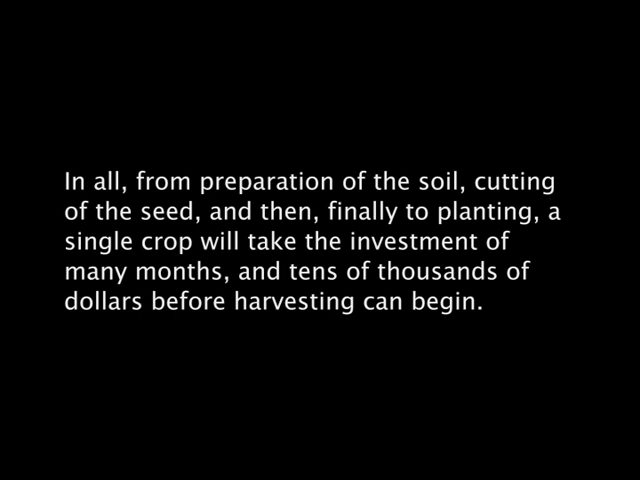 In all, from preparation of the soil, cutting
of the seed, and then, finally to planting, a
single crop will take the investment of
many months, and tens of thousands of
dollars before harvesting can begin.